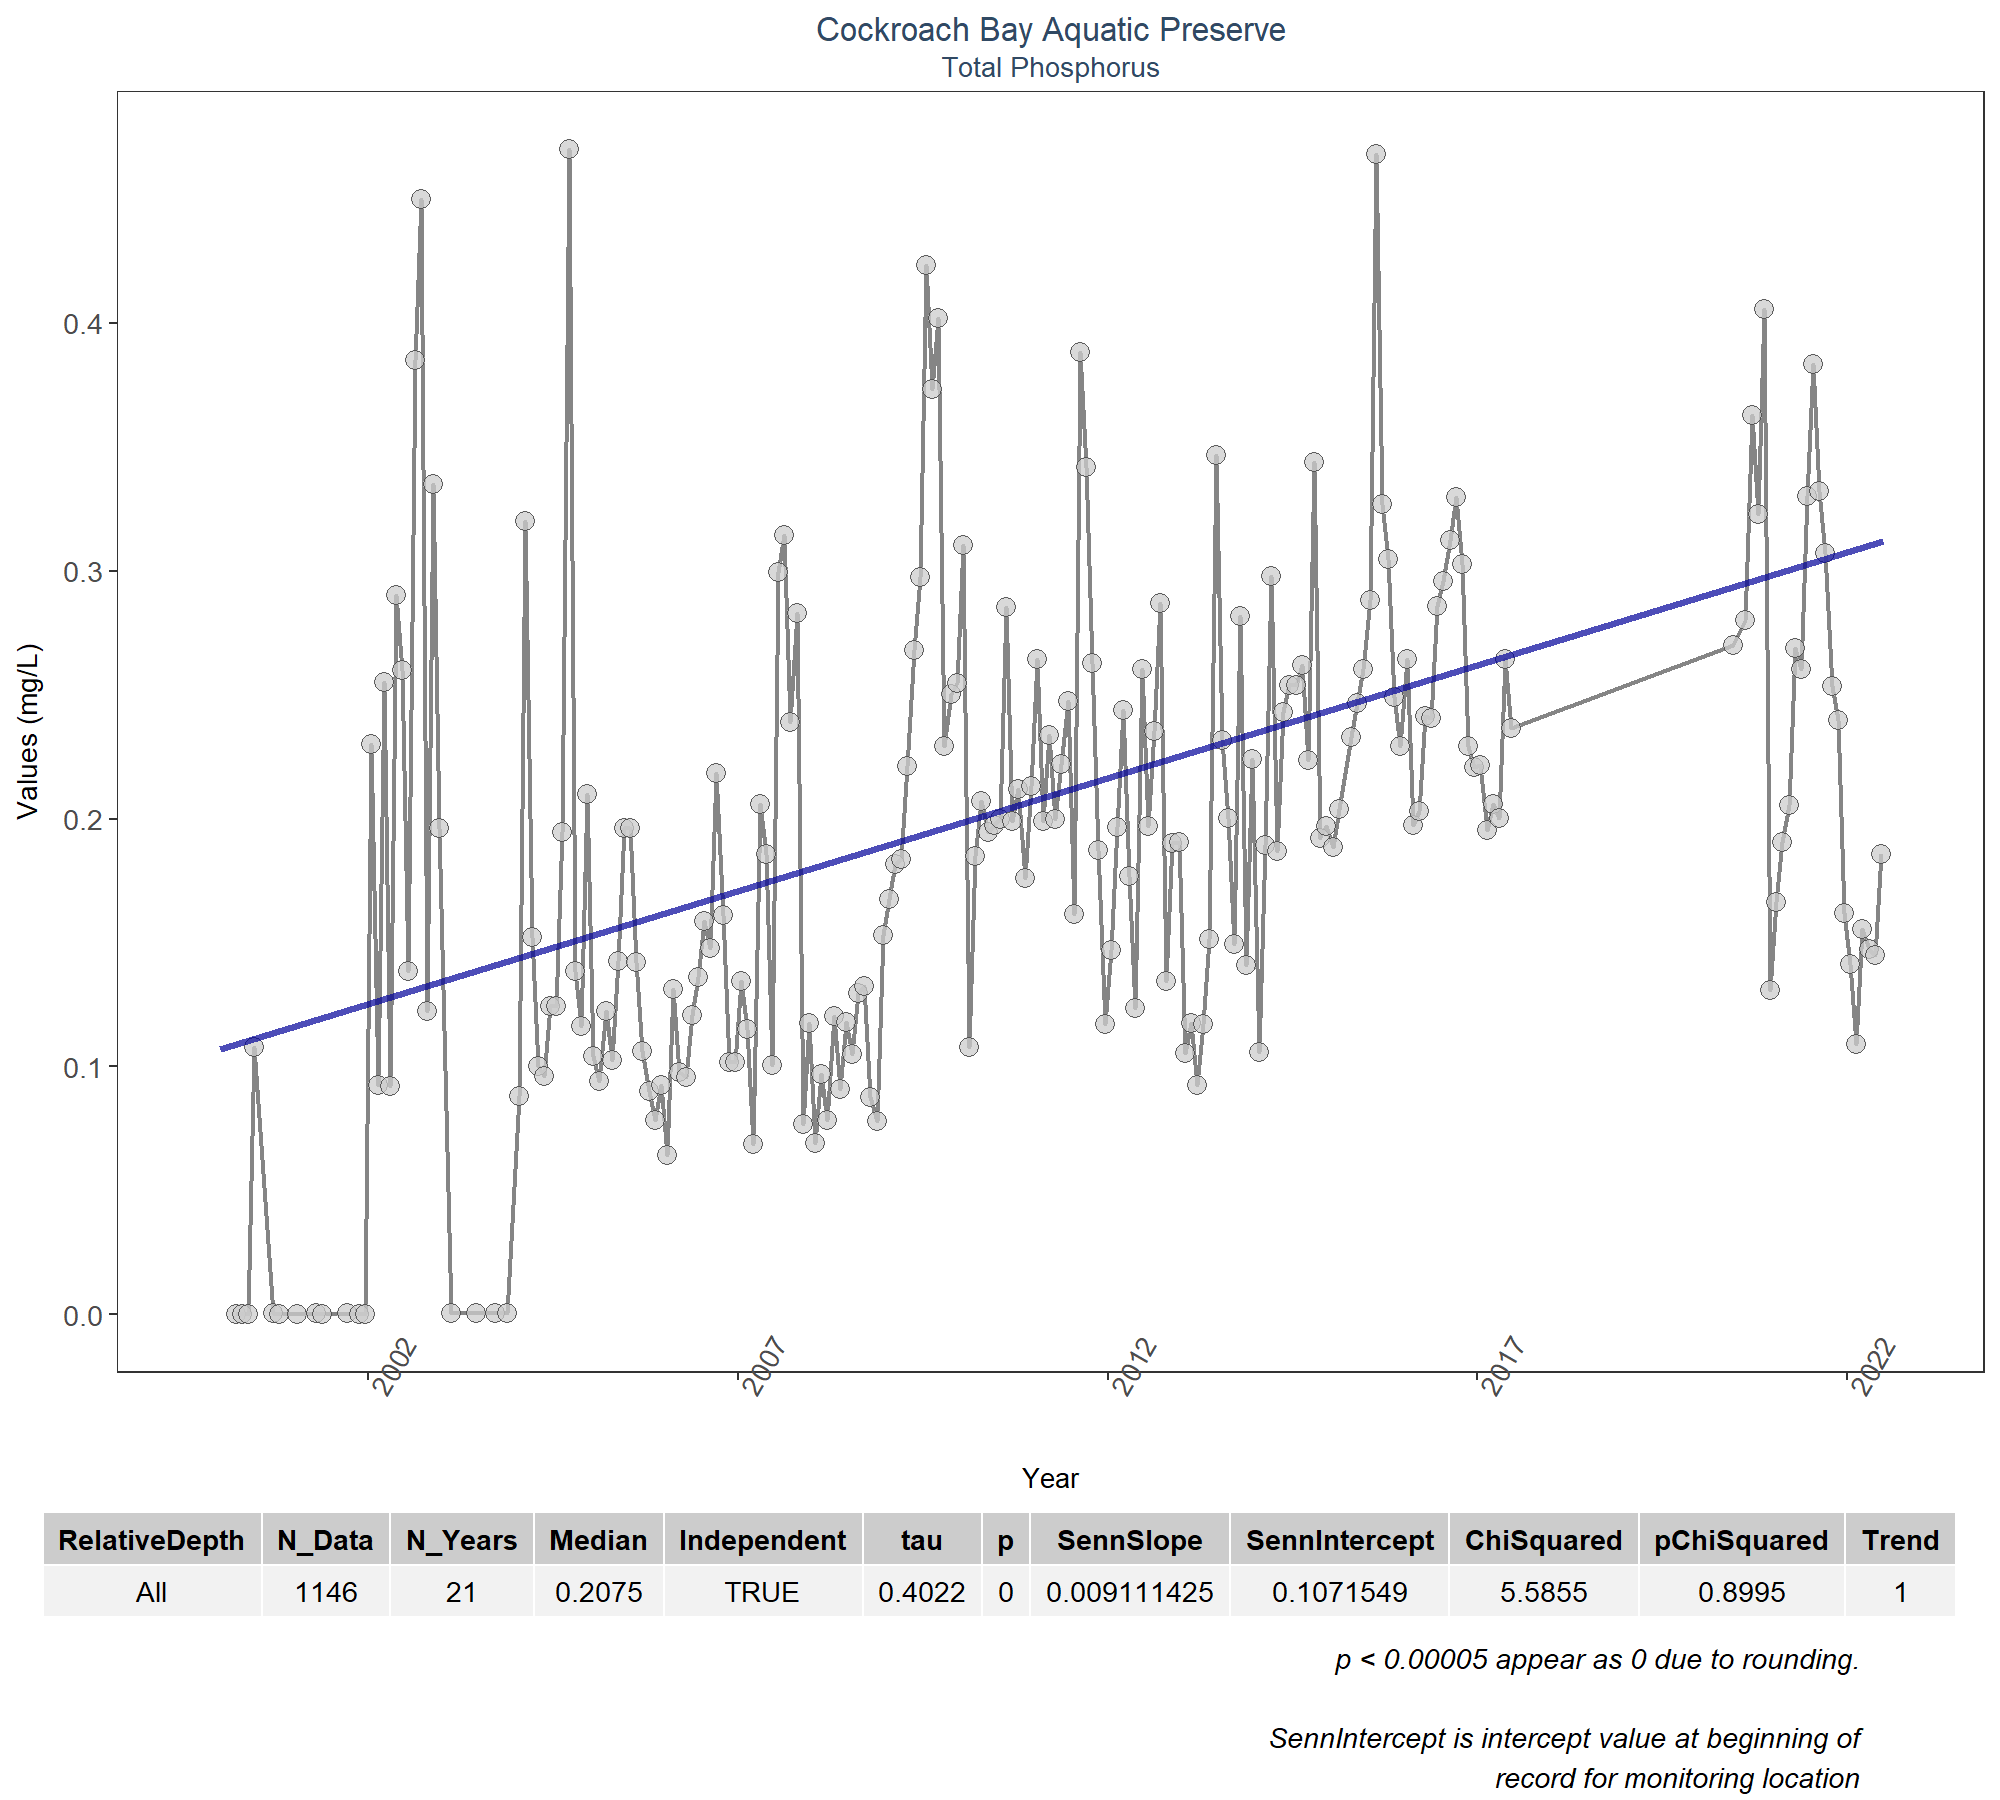 Cockroach Bay Aquatic Preserve
Total Phosphorus
Values (mg/L)
0.4
0.3
0.2
0.1
0.0
2002 2007 2012 2017 2022
Year
RelativeDepth N_Data N_Years Median Independent tau p SennSlope SennIntercept ChiSquared pChiSquared Trend
All 1146 21 0.2075 TRUE 0.4022 0 0.009111425 0.1071549 5.5855 0.8995 1
p < 0.00005 appear as 0 due to rounding.
SennIntercept is intercept value at beginning of
record for monitoring location